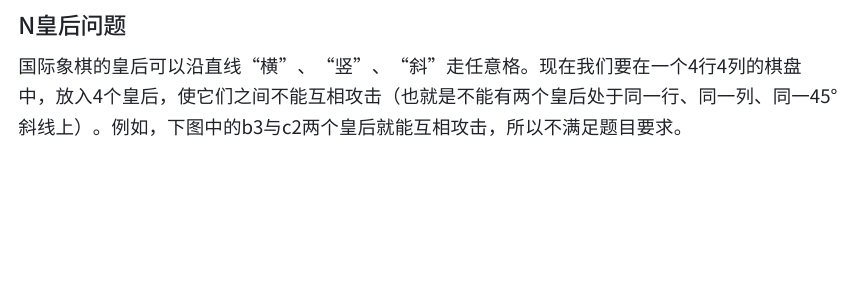 N皇后问题
国际象棋的皇后可以沿直线“横”、“竖”、“斜”走任意格。现在我们要在一个4行4列的棋盘
中，放入4个皇后，使它们之间不能互相攻击（也就是不能有两个皇后处于同一行、同一列、同一45°
斜线上）。例如，下图中的b3与c2两个皇后就能互相攻击，所以不满足题目要求。